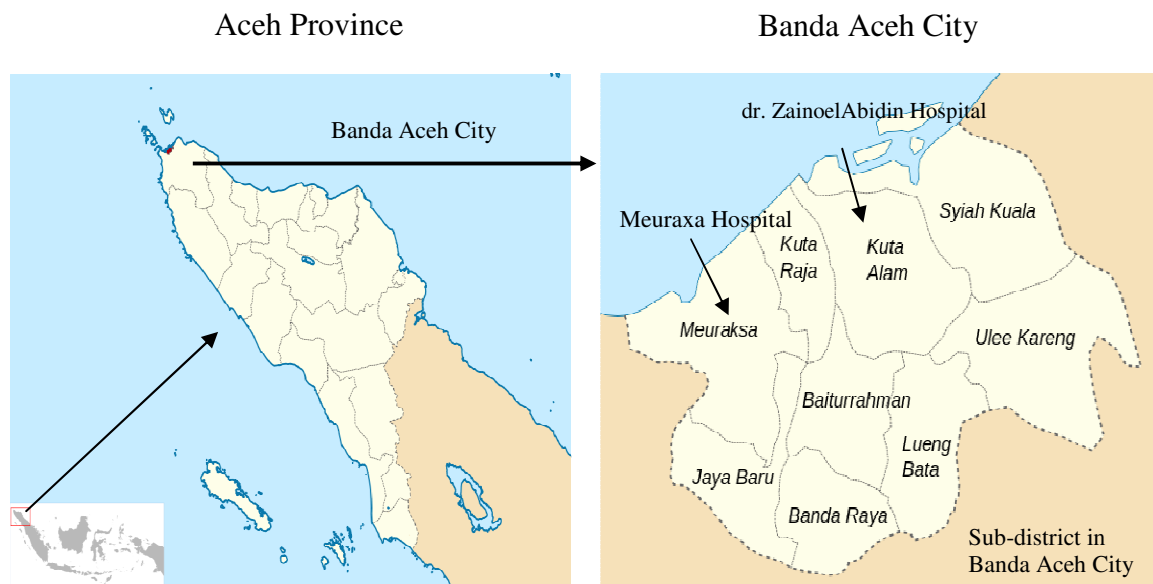 Aceh Province
Banda Aceh City
Banda Aceh City
dr. ZainoelAbidin Hospital
Meuraxa Hospital
Syiah Kuala
Kuta
Raja
Kuta
Alam
Meuraksa
Ulee Kareng
Baiturrahman
Lueng
Bata
Jaya Baru
Banda Raya
Sub-district in
Banda Aceh City